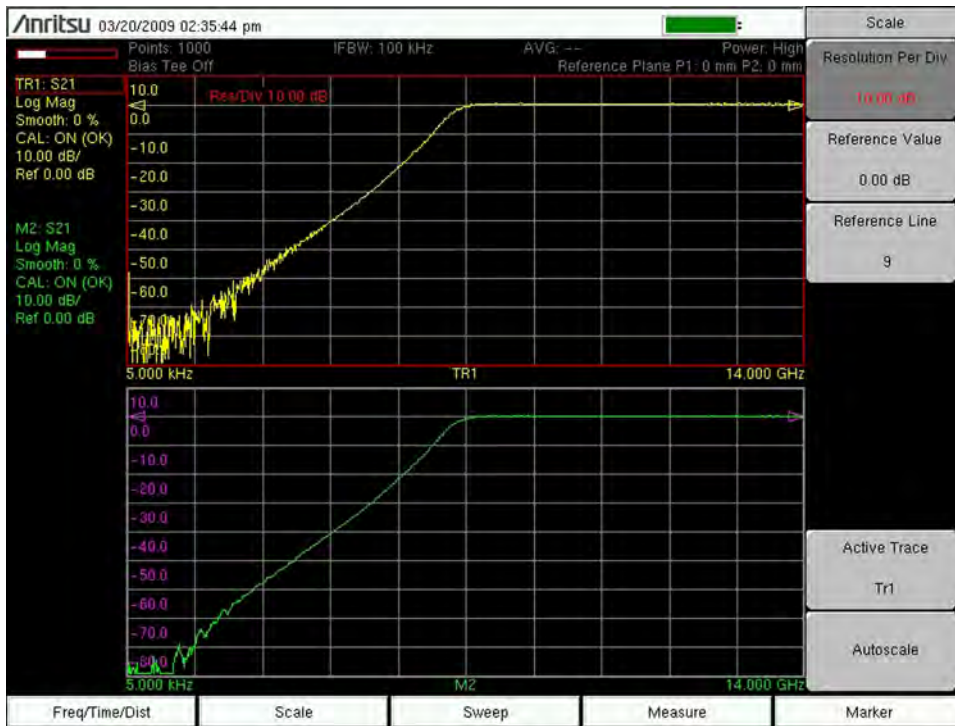 Anritsu 03/20/2009 02:35:44 pm
Points: 1000 IFBW: 100 kHz AVG: -- Power: High
Bias Tee Off Reference Plane P1: 0 mm P2: 0 mm
TR1: S21
Log Mag
Smooth: 0 %
CAL: ON (OK)
10.00 dB/
Ref 0.00 dB
M2: S21
Log Mag
Smooth: 0 %
CAL: ON (OK)
10.00 dB/
Ref 0.00 dB
Res/Div 10.00 dB
10.0
0.0
-10.0
-20.0
-30.0
-40.0
-50.0
-60.0
5.000 kHz TR1 14.000 GHz
10.0
0.0
-10.0
-20.0
-30.0
-40.0
-50.0
-60.0
-70.0
-80.0
5.000 kHz M2 14.000 GHz
Scale
Resolution Per Div
10.00 dB
Reference Value
0.00 dB
Reference Line
9
Active Trace
Tr1
Autoscale
Freq/Time/Dist Scale Sweep Measure Marker